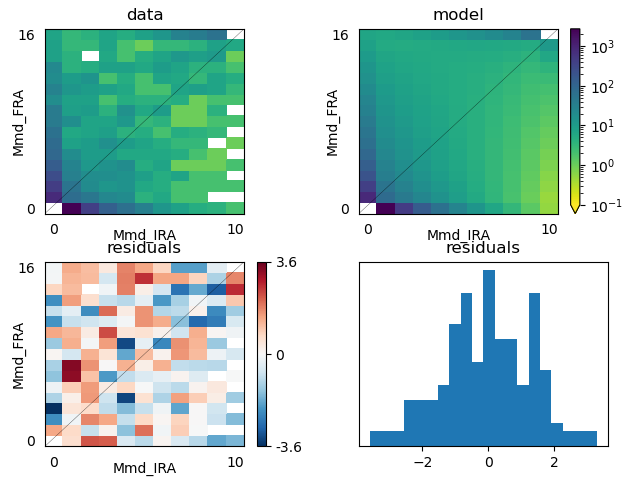 data
model
16
16
Mmd_FRA
Mmd_FRA
10³
10²
10¹
10⁰
10⁻¹
0
0
0
10
0
10
Mmd_IRA
Mmd_IRA
residuals
residuals
16
3.6
Mmd_FRA
0
0
-3.6
0
10
−2
0
2
Mmd_IRA